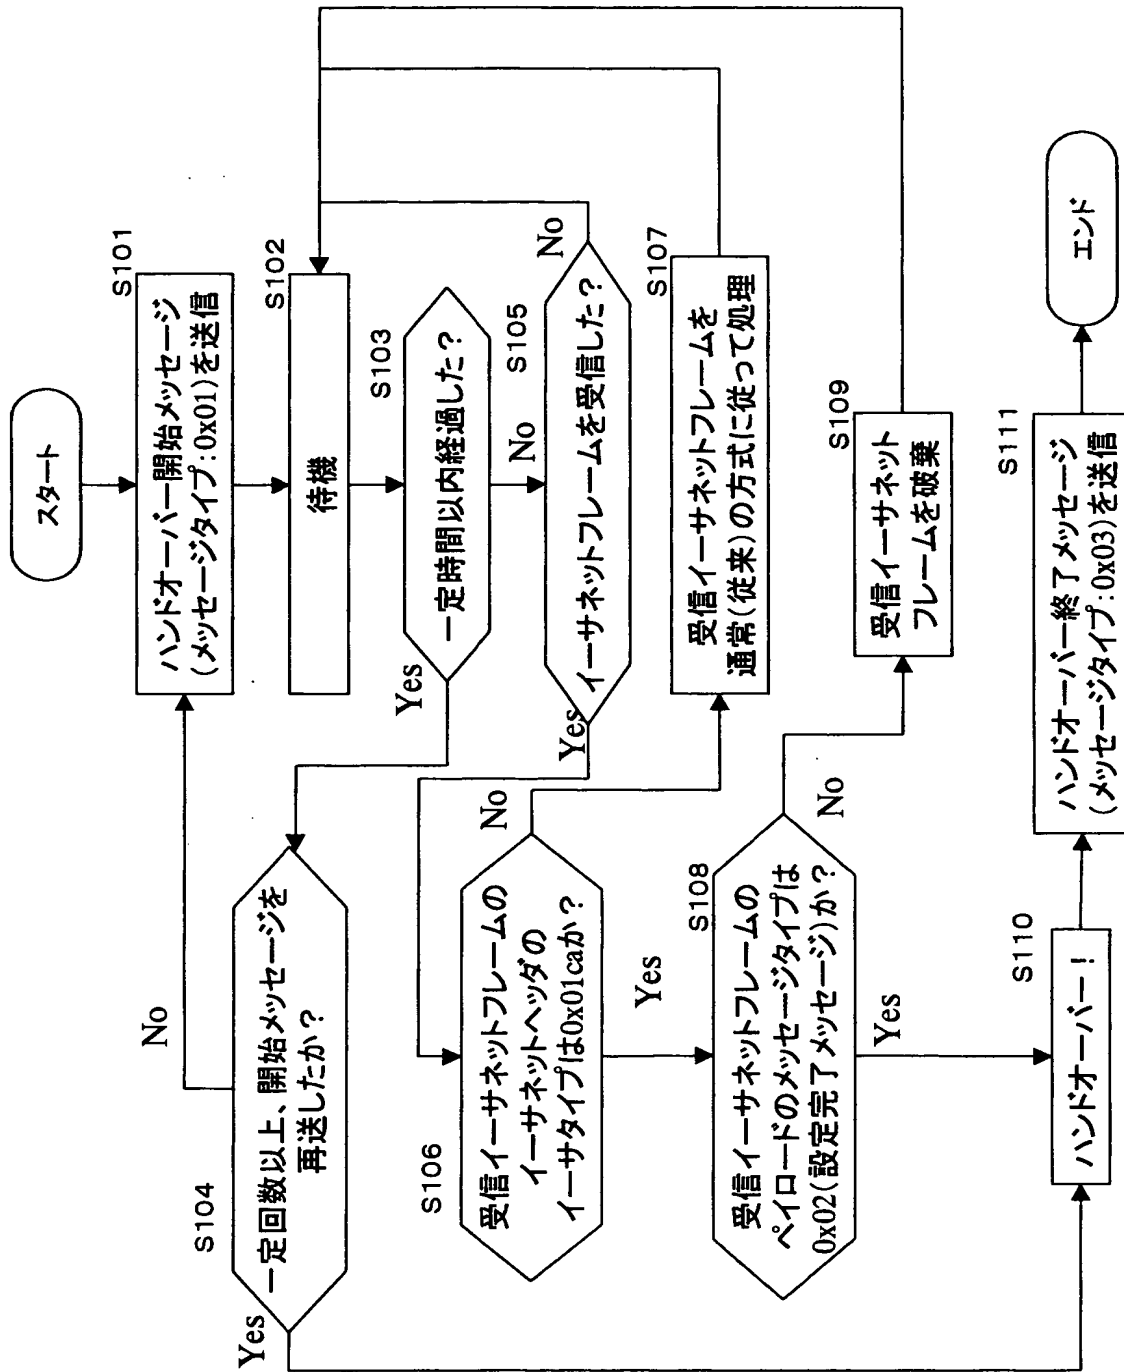 スタート
S101
ハンドオーバー開始メッセージ
(メッセージタイプ:0x01)を送信
S102
待機
S103
一定時間以内経過した?
Yes
No
S104
一定回数以上、開始メッセージを
再送したか?
No
Yes
S105
イーサネットフレームを受信した?
No
Yes
S106
受信イーサネットフレームの
イーサネットヘッダの
イーサタイプは0x01caか?
No
Yes
S107
受信イーサネットフレームを
通常(従来)の方式に従って処理
S108
受信イーサネットフレームの
ペイロードのメッセージタイプは
0x02(設定完了メッセージ)か?
No
Yes
S109
受信イーサネット
フレームを破棄
S110
ハンドオーバー!
S111
ハンドオーバー終了メッセージ
(メッセージタイプ:0x03)を送信
エンド